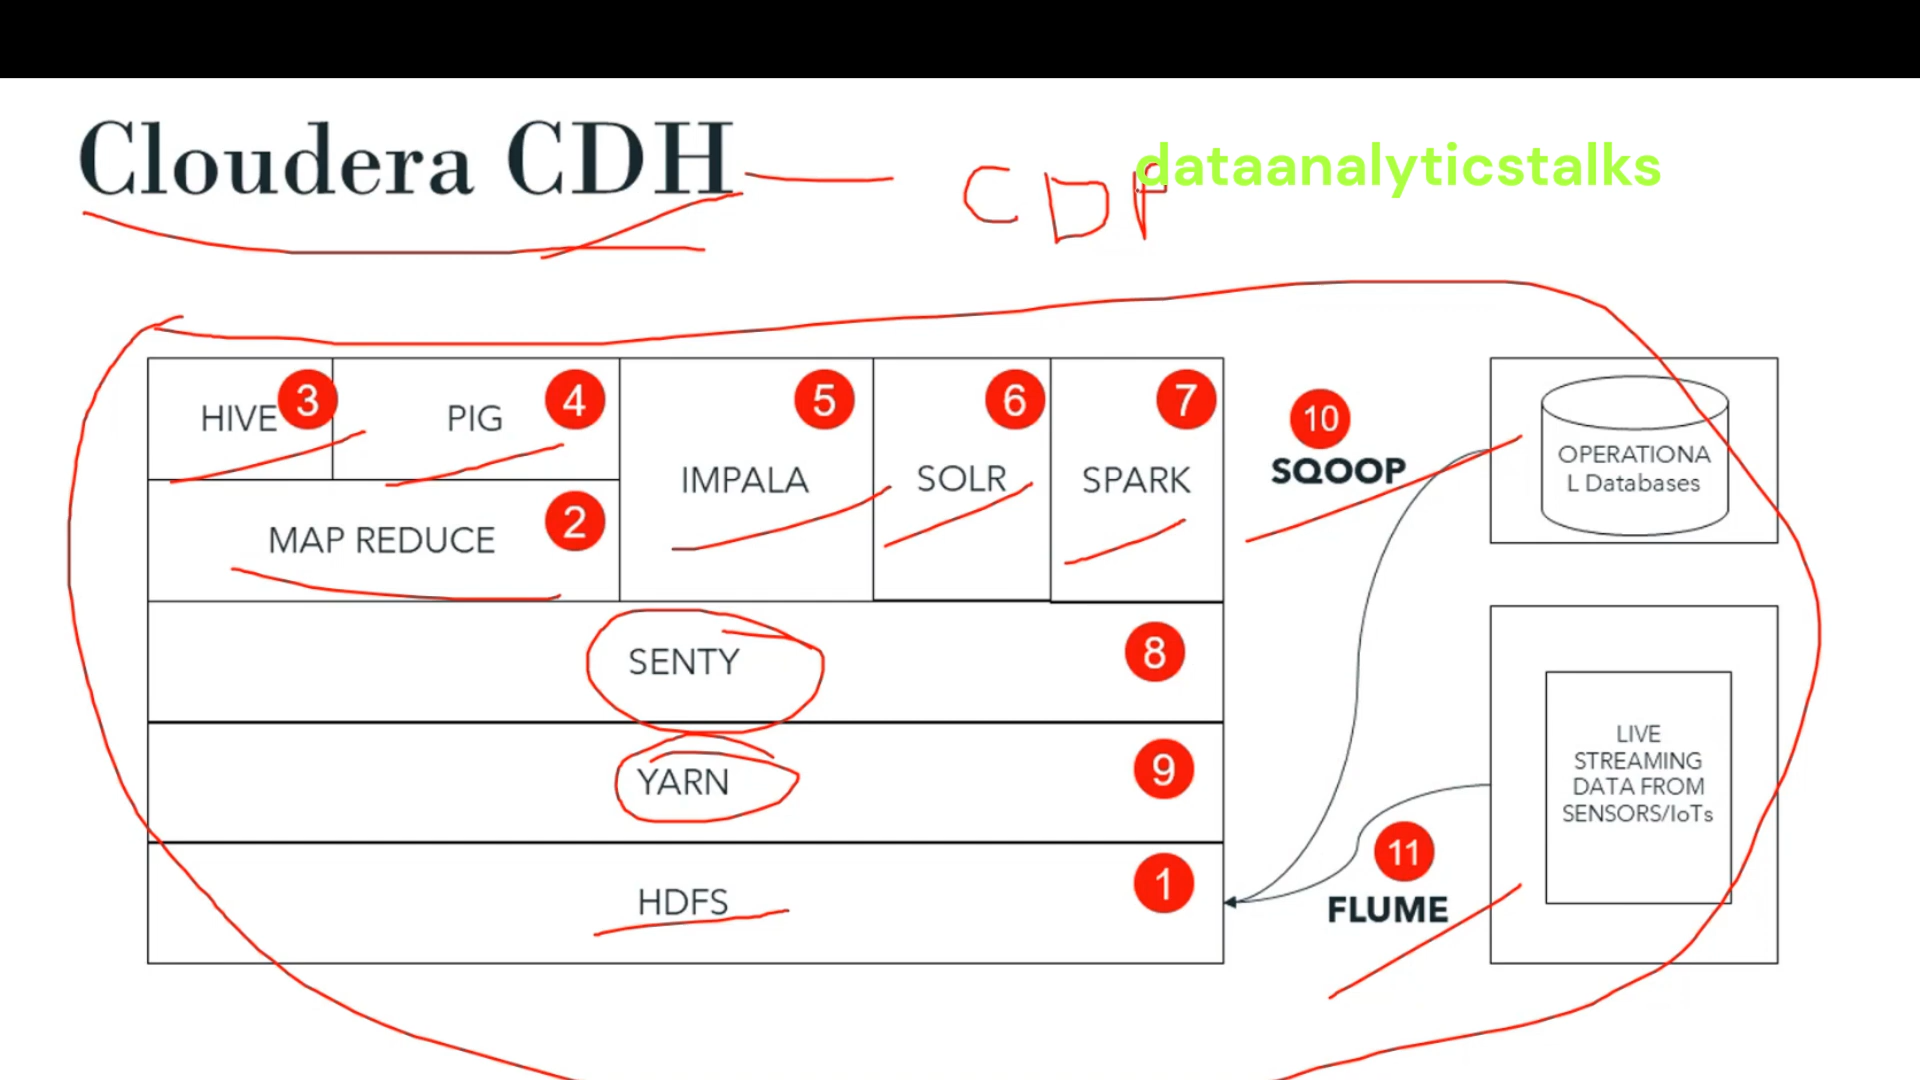 Cloudera CDH
CDP
dataanalyticstalks
HIVE
3
PIG
4
IMPALA
5
SOLR
6
SPARK
7
MAP REDUCE
2
SENTY
8
YARN
9
HDFS
1
10
SQOOP
OPERATIONA
L Databases
11
FLUME
LIVE
STREAMING
DATA FROM
SENSORS/IoTs